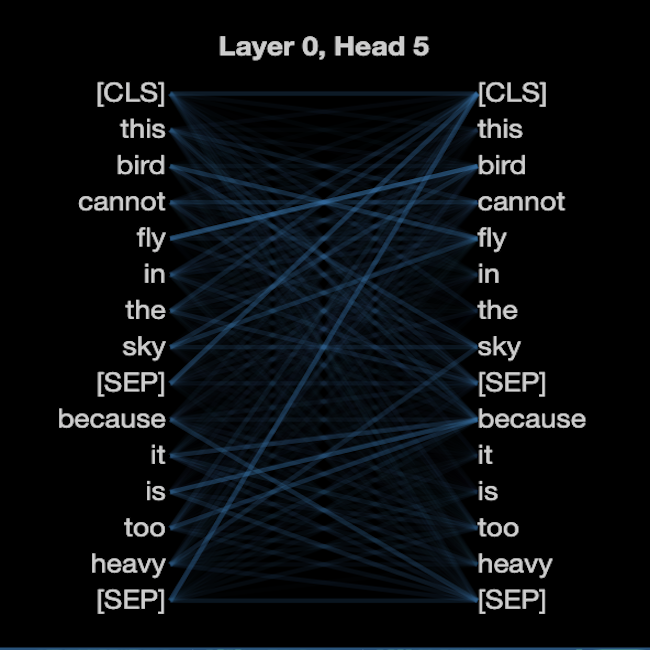 Layer 0, Head 5
[CLS] [CLS]
this this
bird bird
cannot cannot
fly fly
in in
the the
sky sky
[SEP] [SEP]
because because
it it
is is
too too
heavy heavy
[SEP] [SEP]